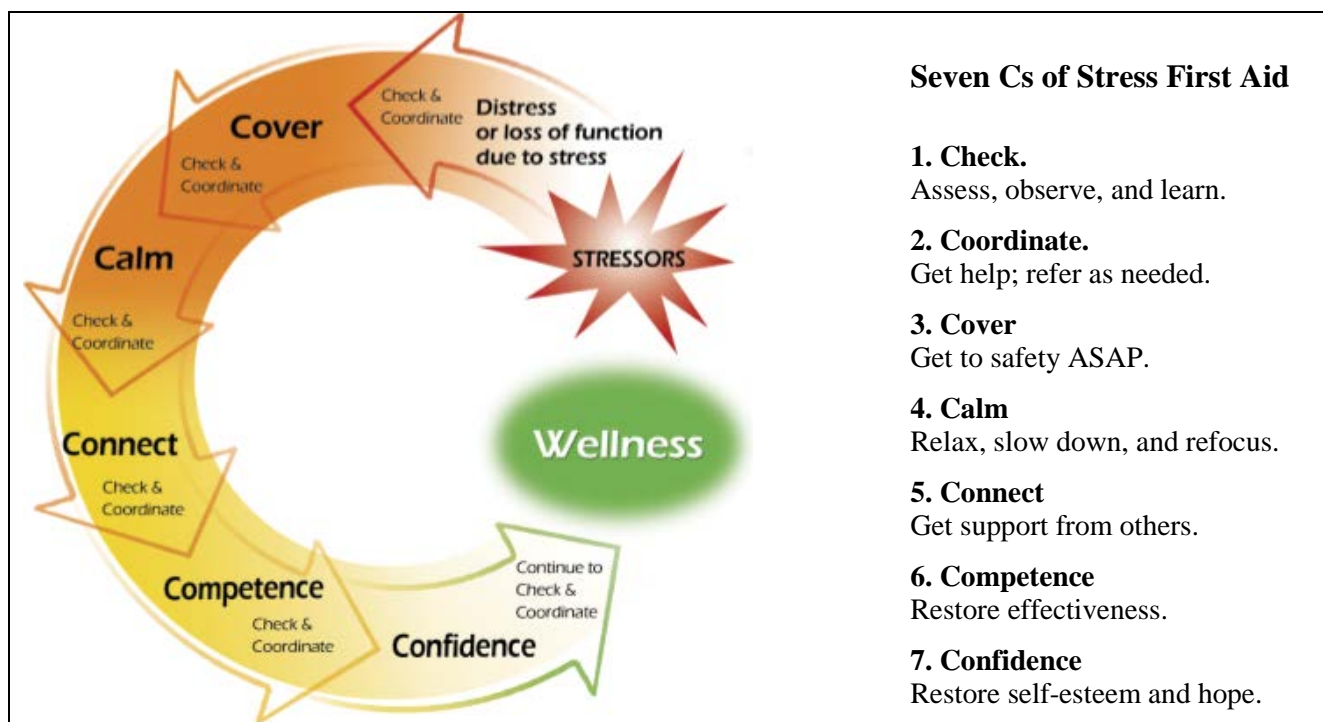 Check &
Coordinate
Distress
or loss of function
due to stress
STRESSORS
Cover
Check &
Coordinate
Calm
Check &
Coordinate
Connect
Check &
Coordinate
Competence
Check &
Coordinate
Confidence
Continue to
Check &
Coordinate
Wellness
Seven Cs of Stress First Aid
1. Check.
Assess, observe, and learn.
2. Coordinate.
Get help; refer as needed.
3. Cover
Get to safety ASAP.
4. Calm
Relax, slow down, and refocus.
5. Connect
Get support from others.
6. Competence
Restore effectiveness.
7. Confidence
Restore self-esteem and hope.